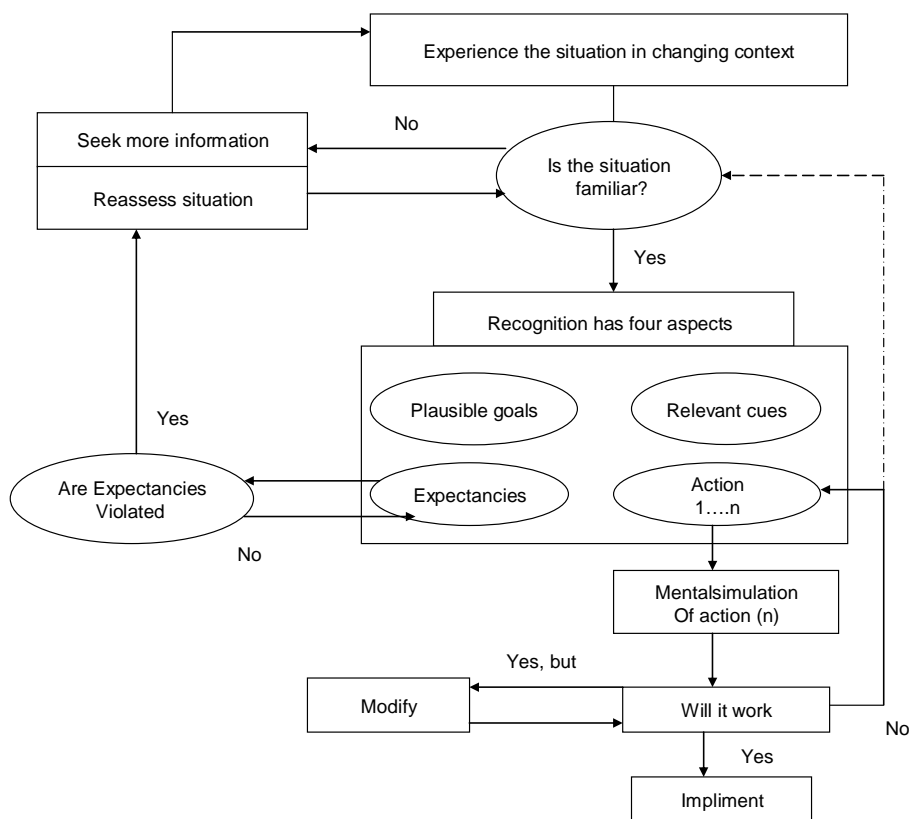 Experience the situation in changing context
No
Seek more information
Is the situation
familiar?
Reassess situation
Yes
Recognition has four aspects
Plausible goals
Relevant cues
Yes
Are Expectancies
Violated
Expectancies
Action
1....n
No
Mentalsimulation
Of action (n)
Yes, but
Modify
Will it work
No
Yes
Impliment